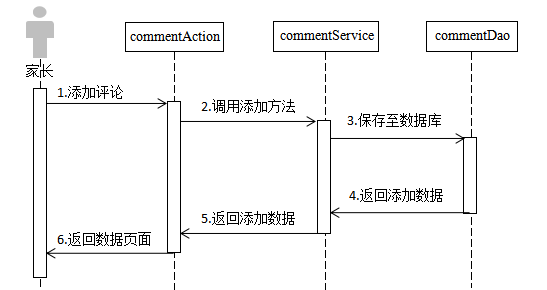 commentAction
commentService
commentDao
家长
1.添加评论
2.调用添加方法
3.保存至数据库
4.返回添加数据
5.返回添加数据
6.返回数据页面